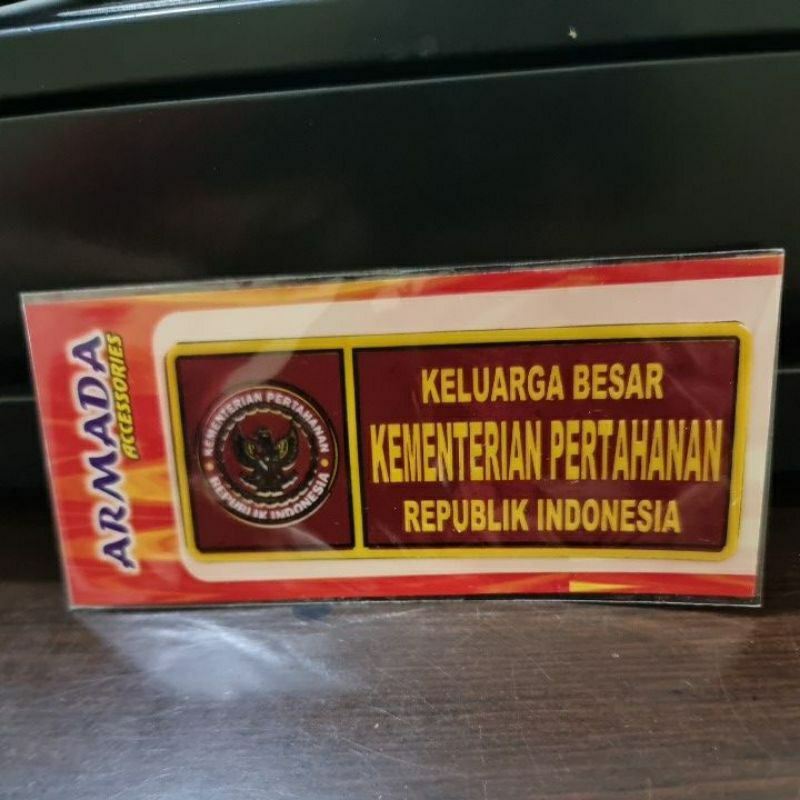 ARMADA
ACCESSORIES
KEMENTERIAN PERTAHANAN
REPUBLIK INDONESIA
KELUARGA BESAR
KEMENTERIAN PERTAHANAN
REPUBLIK INDONESIA